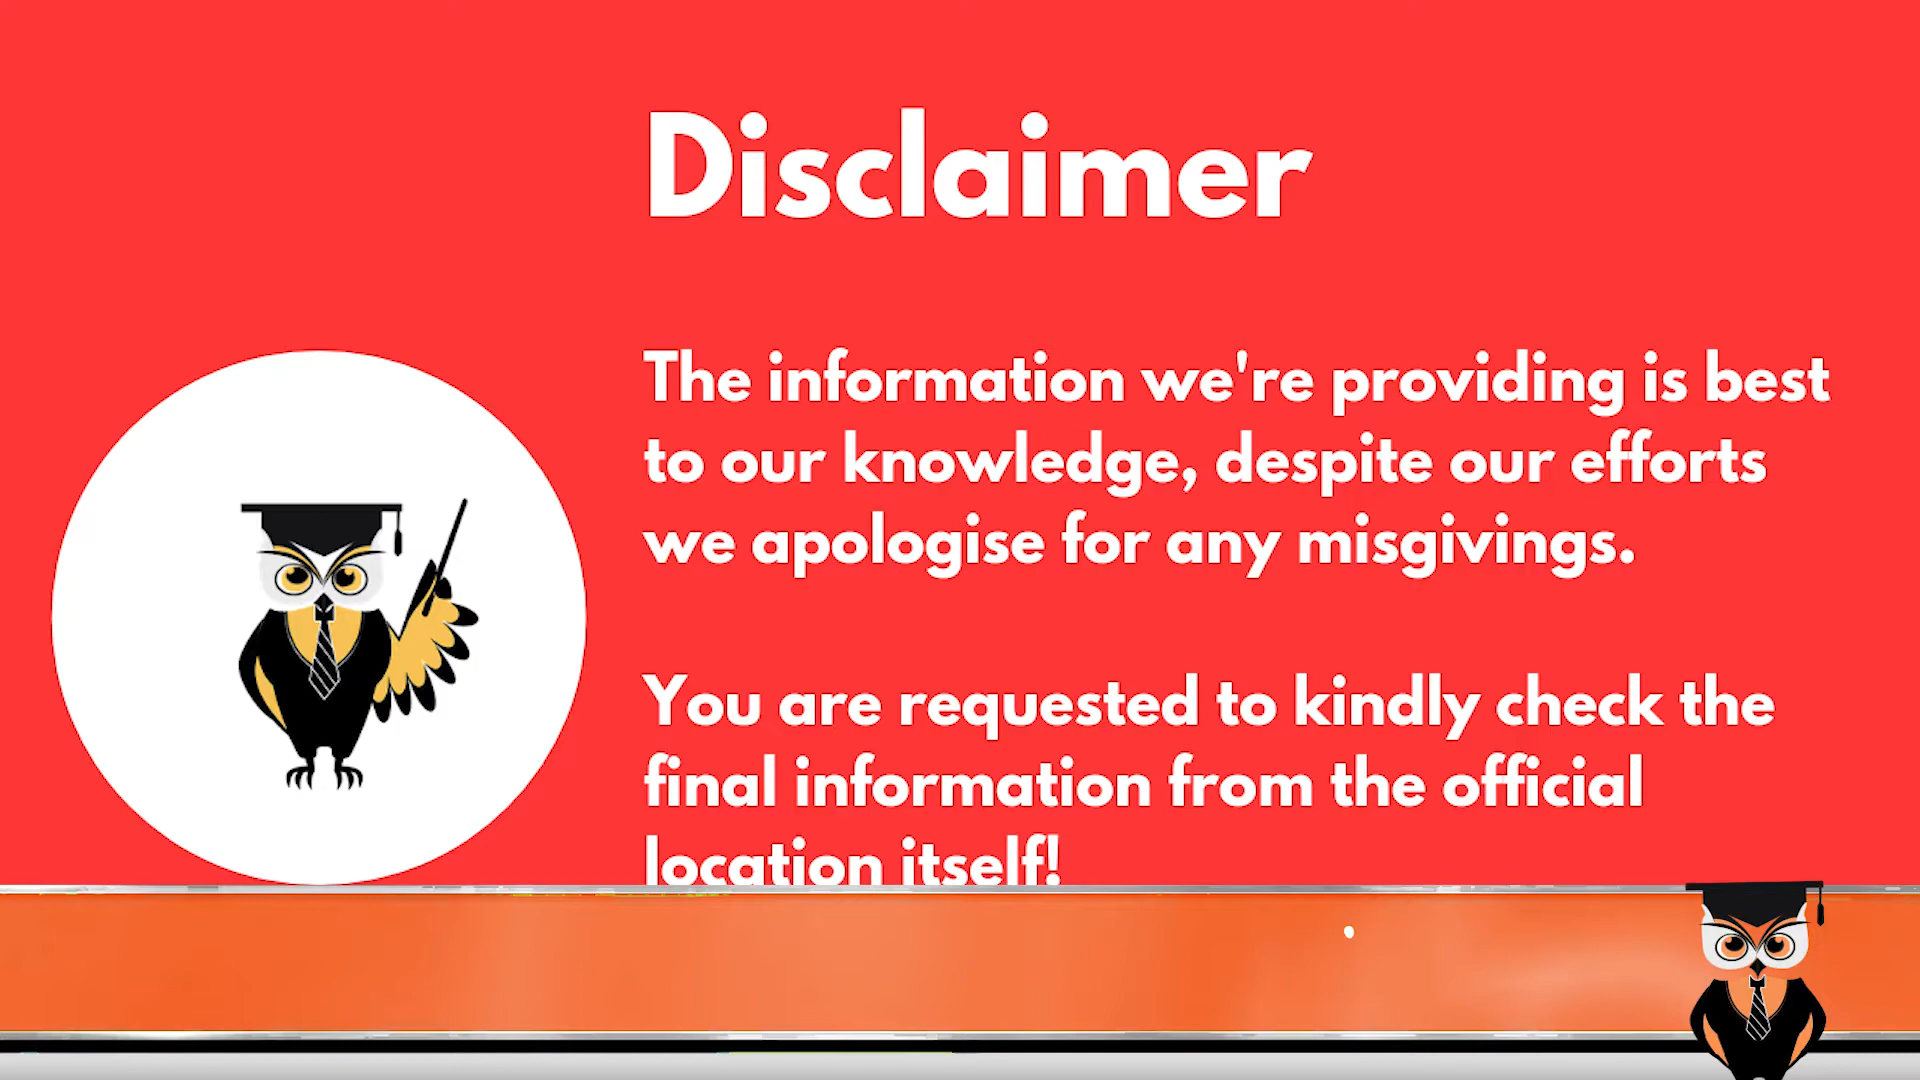 Disclaimer
The information we're providing is best
to our knowledge, despite our efforts
we apologise for any misgivings.
You are requested to kindly check the
final information from the official
location itself!